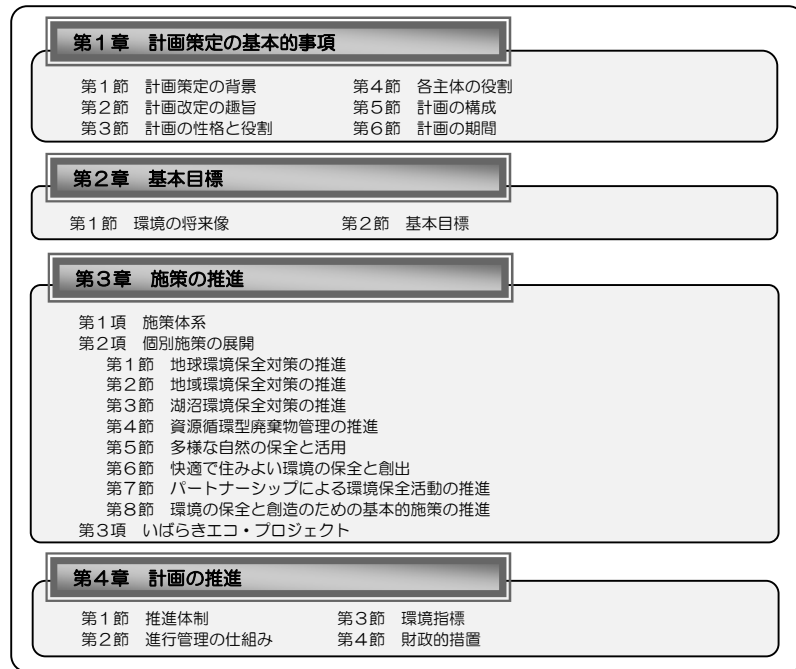 第１章　計画策定の基本的事項
第１節　計画策定の背景　　　第４節　各主体の役割
第２節　計画改定の趣旨　　　第５節　計画の構成
第３節　計画の性格と役割　　第６節　計画の期間
第２章　基本目標
第１節　環境の将来像　　　第２節　基本目標
第３章　施策の推進
第１項　施策体系
第２項　個別施策の展開
第１節　地球環境保全対策の推進
第２節　地域環境保全対策の推進
第３節　湖沼環境保全対策の推進
第４節　資源循環型廃棄物管理の推進
第５節　多様な自然の保全と活用
第６節　快適で住みよい環境の保全と創出
第７節　パートナーシップによる環境保全活動の推進
第８節　環境の保全と創造のための基本的施策の推進
第３項　いばらきエコ・プロジェクト
第４章　計画の推進
第１節　推進体制　　　第３節　環境指標
第２節　進行管理の仕組み　　　第４節　財政的措置